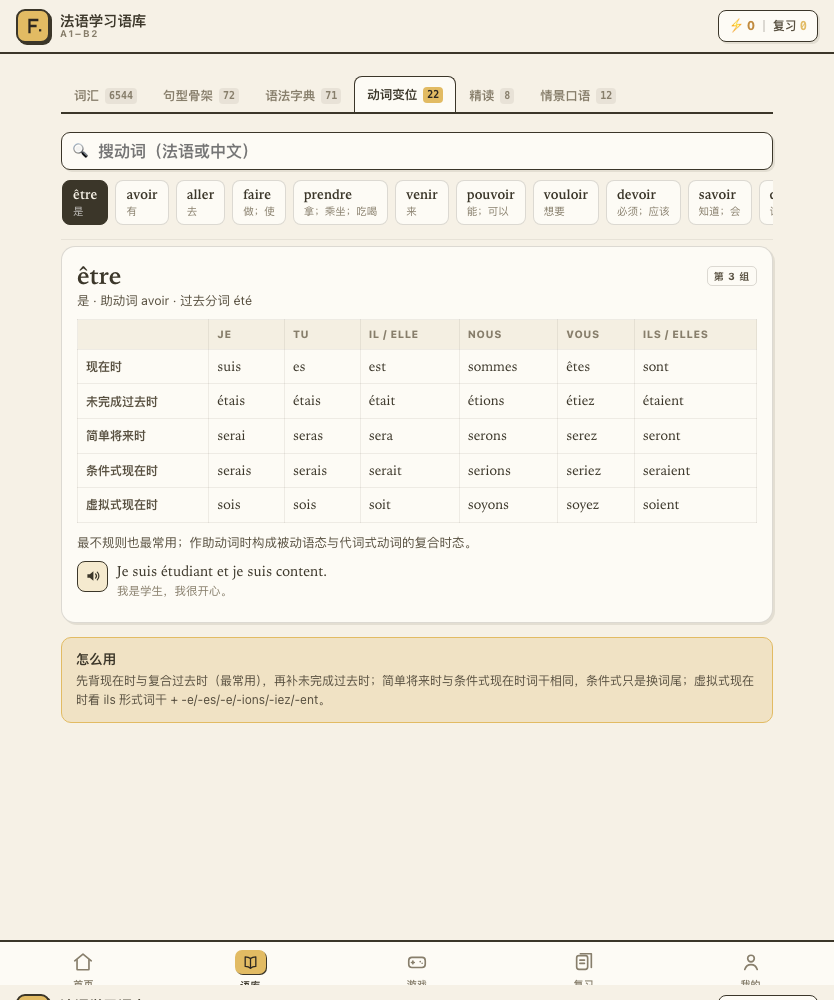 F.
法语学习语库
A1–B2
⚡ 0 | 复习 0
词汇 6544 句型骨架 72 语法字典 71 动词变位 22 精读 8 情景口语 12
🔍 搜动词（法语或中文）
être avoir aller faire prendre venir pouvoir vouloir devoir savoir
是 有 去 做；使 拿；乘坐；吃喝 来 能；可以 想要 必须；应该 知道；会
être 第 3 组
是 · 助动词 avoir · 过去分词 été
JE TU IL / ELLE NOUS VOUS ILS / ELLES
现在时 suis es est sommes êtes sont
未完成过去时 étais étais était étions étiez étaient
简单将来时 serai seras sera serons serez seront
条件式现在时 serais serais serait serions seriez seraient
虚拟式现在时 sois sois soit soyons soyez soient
最不规则也最常用；作助动词时构成被动语态与代词式动词的复合时态。
Je suis étudiant et je suis content.
我是学生，我很开心。
怎么用
先背现在时与复合过去时（最常用），再补未完成过去时；简单将来时与条件式现在时词干相同，条件式只是换词尾；虚拟式现在
时看 ils 形式词干 + -e/-es/-e/-ions/-iez/-ent。